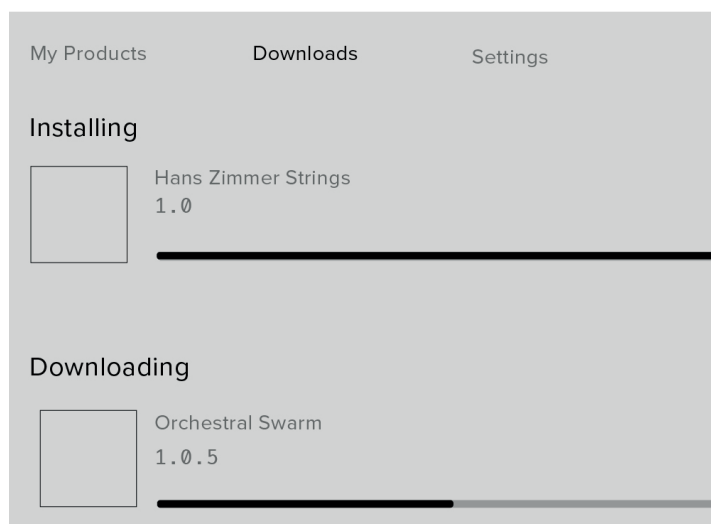 My Products
Downloads
Settings
Installing
Hans Zimmer Strings
1.0
Downloading
Orchestral Swarm
1.0.5